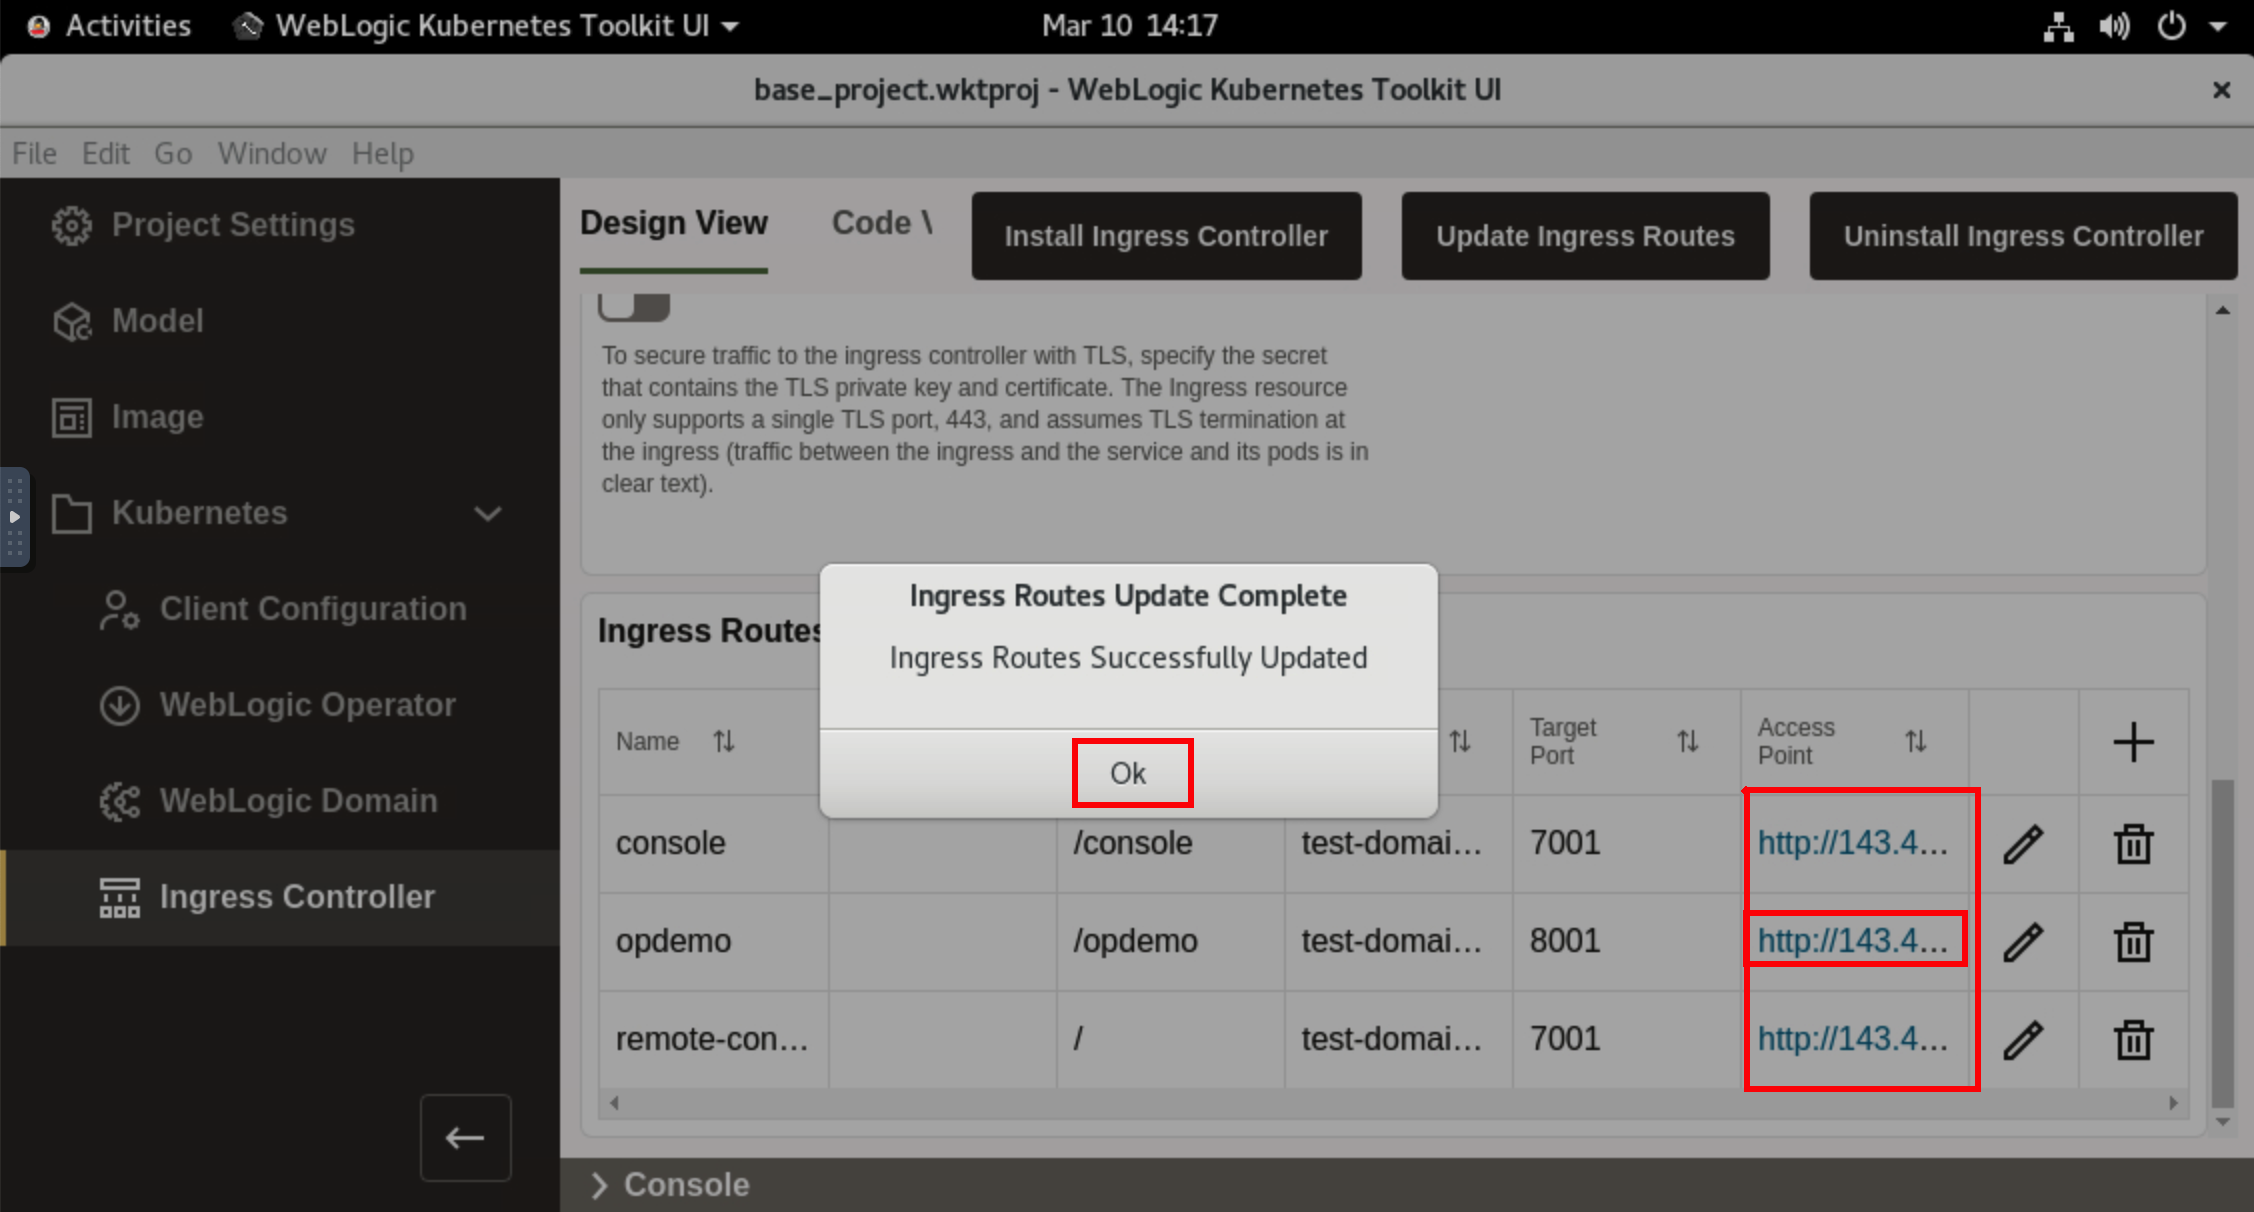 Activities
WebLogic Kubernetes Toolkit UI
Mar 10 14:17
base_project.wktproj - WebLogic Kubernetes Toolkit UI
File Edit Go Window Help
Project Settings
Model
Image
Kubernetes
Client Configuration
WebLogic Operator
WebLogic Domain
Ingress Controller
Design View
Code \
Install Ingress Controller
Update Ingress Routes
Uninstall Ingress Controller
To secure traffic to the ingress controller with TLS, specify the secret
that contains the TLS private key and certificate. The Ingress resource
only supports a single TLS port, 443, and assumes TLS termination at
the ingress (traffic between the ingress and the service and its pods is in
clear text).
Ingress Routes
Ingress Routes Update Complete
Ingress Routes Successfully Updated
Ok
Name
Target
Port
Access
Point
console /console test-domai... 7001 http://143.4...
opdemo /opdemo test-domai... 8001 http://143.4...
remote-con... / test-domai... 7001 http://143.4...
Console